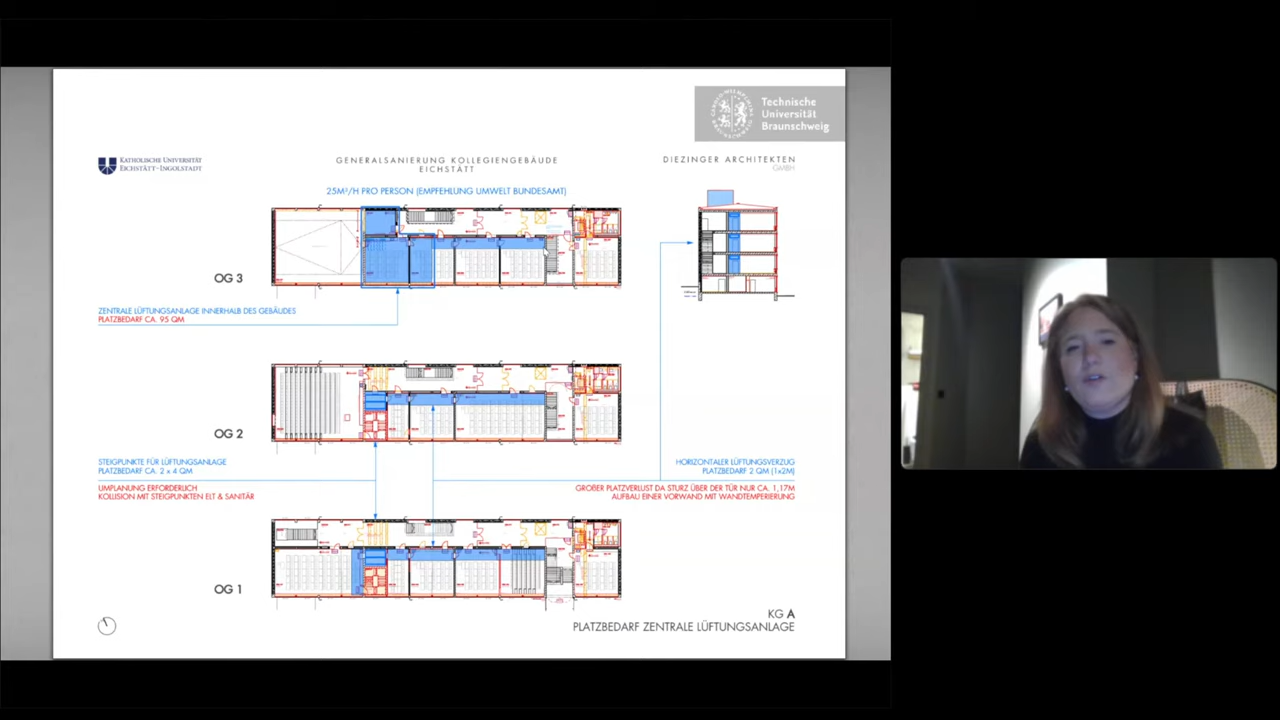 Technische
Universität
Braunschweig
KATHOLISCHE UNIVERSITÄT
EICHSTÄTT-INGOLSTADT
GENERALSANIERUNG KOLLEGIENGEBÄUDE
EICHSTÄTT
DIEZINGER ARCHITEKTEN
GMBH
25M³/H PRO PERSON (EMPFEHLUNG UMWELT BUNDESAMT)
OG 3
ZENTRALE LÜFTUNGSANLAGE INNERHALB DES GEBÄUDES
PLATZBEDARF CA. 95 QM
OG 2
STEIGPUNKTE FÜR LÜFTUNGSANLAGE
PLATZBEDARF CA. 2 x 4 QM
UMPLANUNG ERFORDERLICH
KOLLISION MIT STEIGPUNKTEN ELT & SANITÄR
HORIZONTALER LÜFTUNGSVERZUG
PLATZBEDARF 2 QM (1x2M)
GROßER PLATZVERLUST DA STURZ ÜBER DER TÜR NUR CA. 1,17M
AUFBAU EINER VORWAND MIT WANDTEMPERIERUNG
OG 1
KG A
PLATZBEDARF ZENTRALE LÜFTUNGSANLAGE